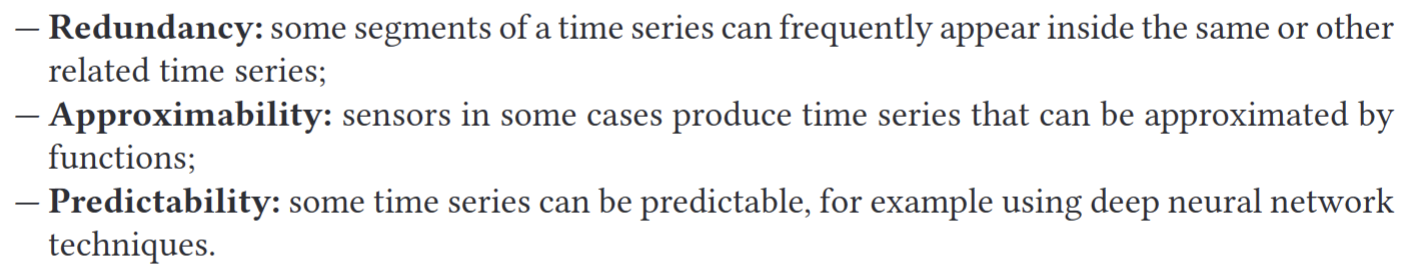 — Redundancy: some segments of a time series can frequently appear inside the same or other
related time series;
— Approximability: sensors in some cases produce time series that can be approximated by
functions;
— Predictability: some time series can be predictable, for example using deep neural network
techniques.